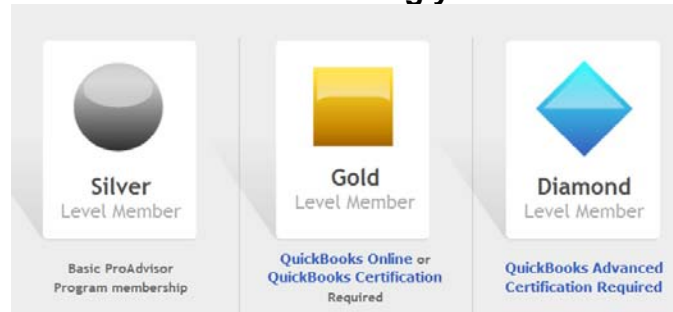 Silver
Level Member
Basic ProAdvisor
Program membership
Gold
Level Member
QuickBooks Online or
QuickBooks Certification
Required
Diamond
Level Member
QuickBooks Advanced
Certification Required